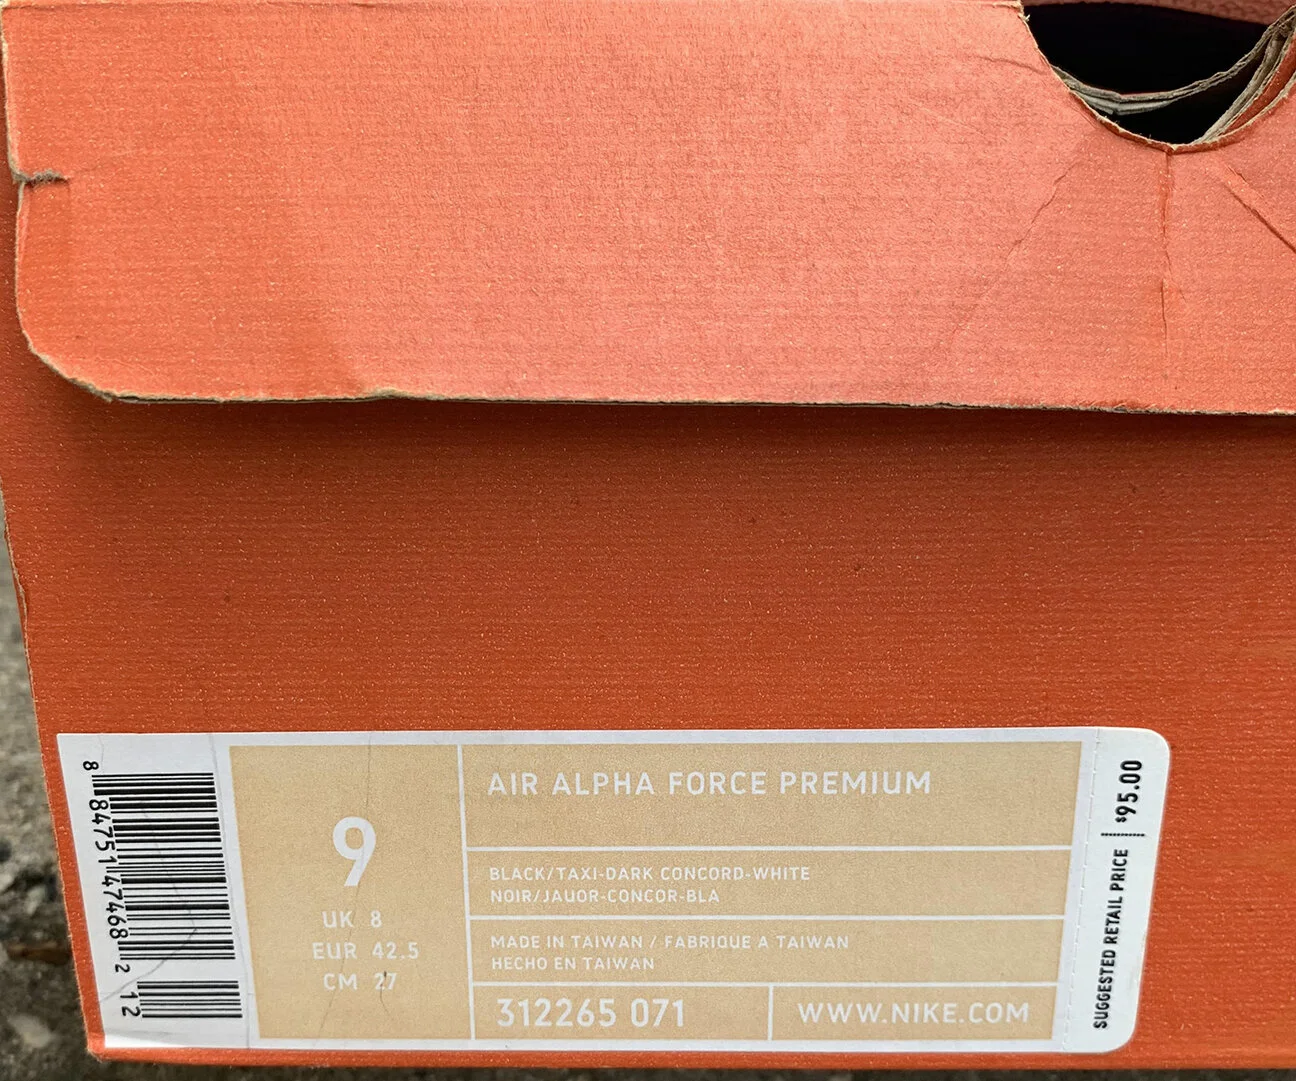 8 84751 47468 2 12
9
UK 8
EUR 42.5
CM 27
AIR ALPHA FORCE PREMIUM
BLACK/TAXI-DARK CONCORD-WHITE
NOIR/JAUOR-CONCOR-BLA
MADE IN TAIWAN / FABRIQUE A TAIWAN
HECHO EN TAIWAN
312265 071
WWW.NIKE.COM
SUGGESTED RETAIL PRICE $95.00